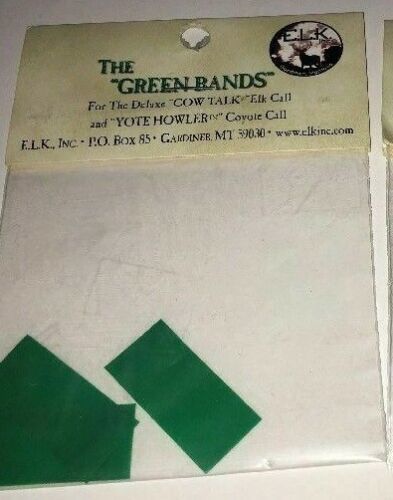 THE
"GREEN BANDS"
For The Deluxe "COW TALK" Elk Call
and "YOTE HOWLER™" Coyote Call
E.L.K., INC. • P.O. BOX 85 • GARDINER, MT 59030 • www.elkinc.com
E.L.K